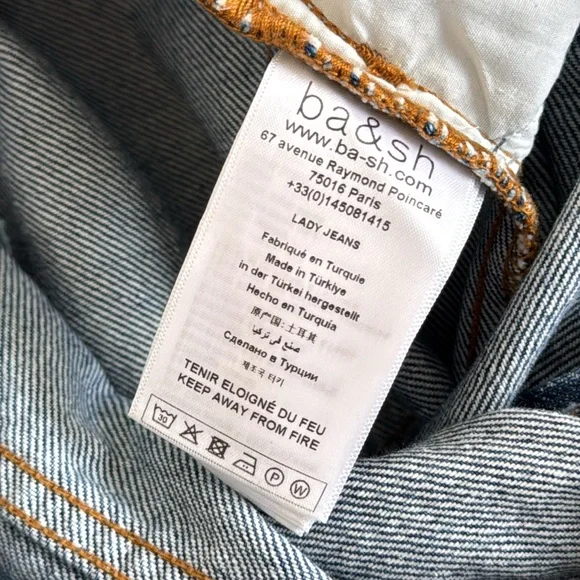 ba&sh
www.ba-sh.com
67 avenue Raymond Poincaré
75016 Paris
+33(0)145081415
LADY JEANS
Fabriqué en Turquie
Made in Türkiye
in der Türkei hergestellt
Hecho en Turquia
原产国: 土耳其
صنع في تركيا
Сделано в Турции
제조국 터키
TENIR ELOIGNÉ DU FEU
KEEP AWAY FROM FIRE
30 P W